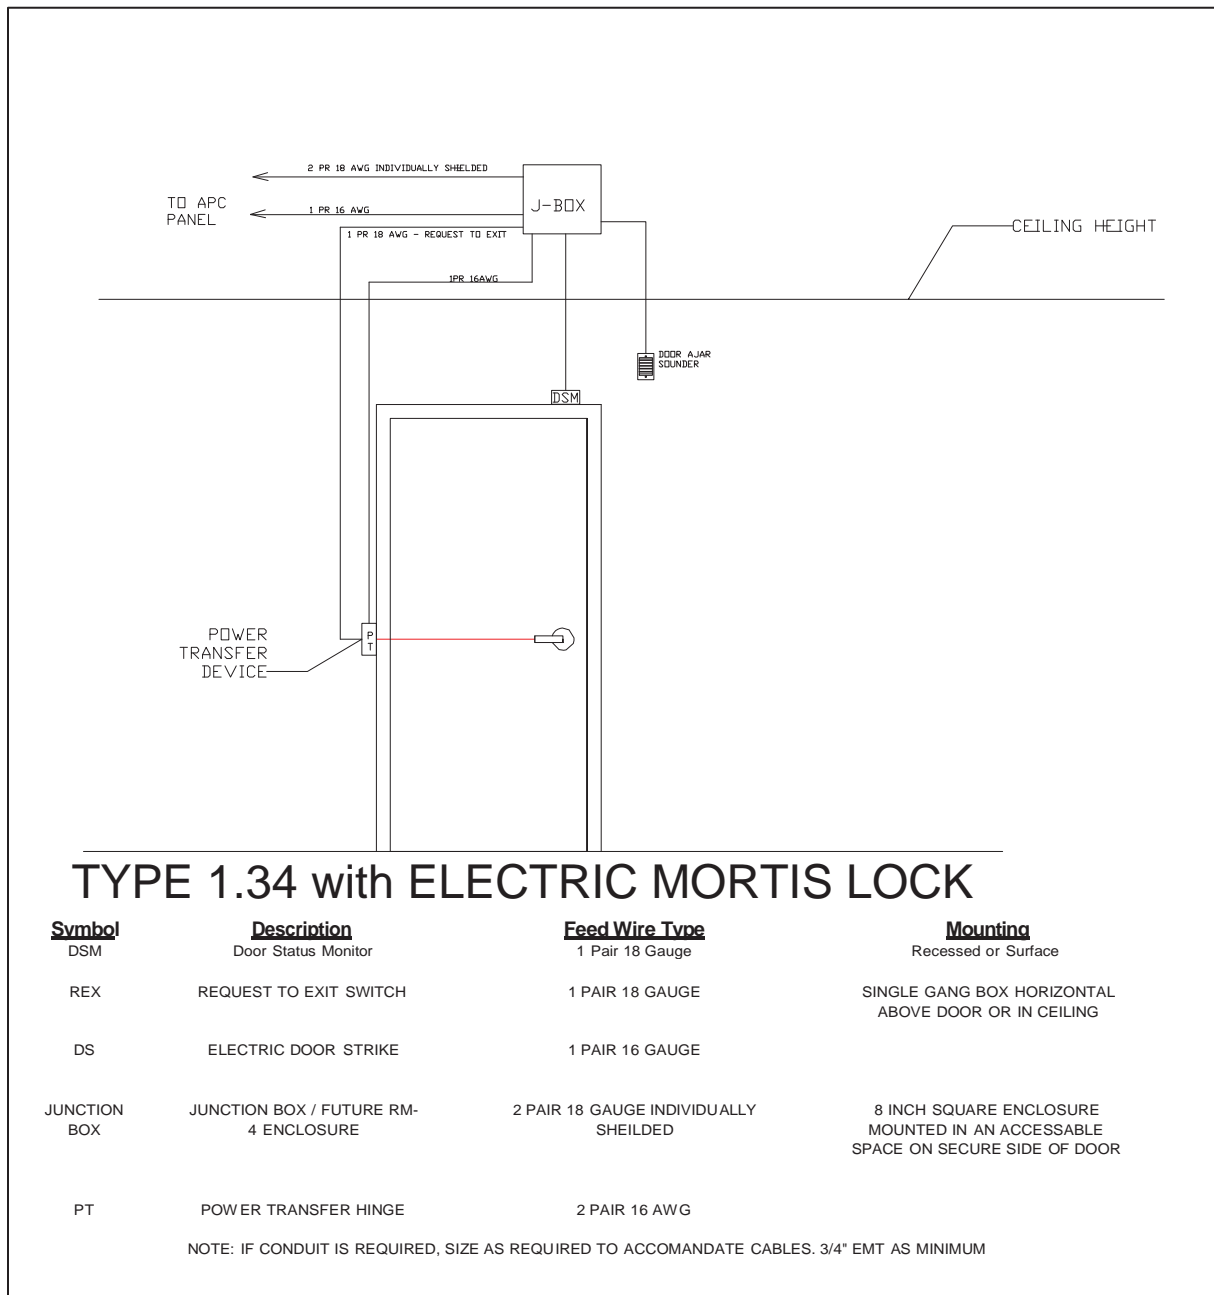 2 PR 18 AWG INDIVIDUALLY SHIELDED
TO APC
PANEL
1 PR 16 AWG
J-BOX
1 PR 18 AWG - REQUEST TO EXIT
CEILING HEIGHT
1PR 16AWG
DOOR AJAR
SOUNDER
DSM
POWER
TRANSFER
DEVICE
P
T
TYPE 1.34 with ELECTRIC MORTIS LOCK
Symbol Description Feed Wire Type Mounting
DSM Door Status Monitor 1 Pair 18 Gauge Recessed or Surface
REX REQUEST TO EXIT SWITCH 1 PAIR 18 GAUGE SINGLE GANG BOX HORIZONTAL
ABOVE DOOR OR IN CEILING
DS ELECTRIC DOOR STRIKE 1 PAIR 16 GAUGE
JUNCTION JUNCTION BOX / FUTURE RM- 2 PAIR 18 GAUGE INDIVIDUALLY 8 INCH SQUARE ENCLOSURE
BOX 4 ENCLOSURE SHEILDED MOUNTED IN AN ACCESSABLE
SPACE ON SECURE SIDE OF DOOR
PT POWER TRANSFER HINGE 2 PAIR 16 AWG
NOTE: IF CONDUIT IS REQUIRED, SIZE AS REQUIRED TO ACCOMANDATE CABLES. 3/4" EMT AS MINIMUM